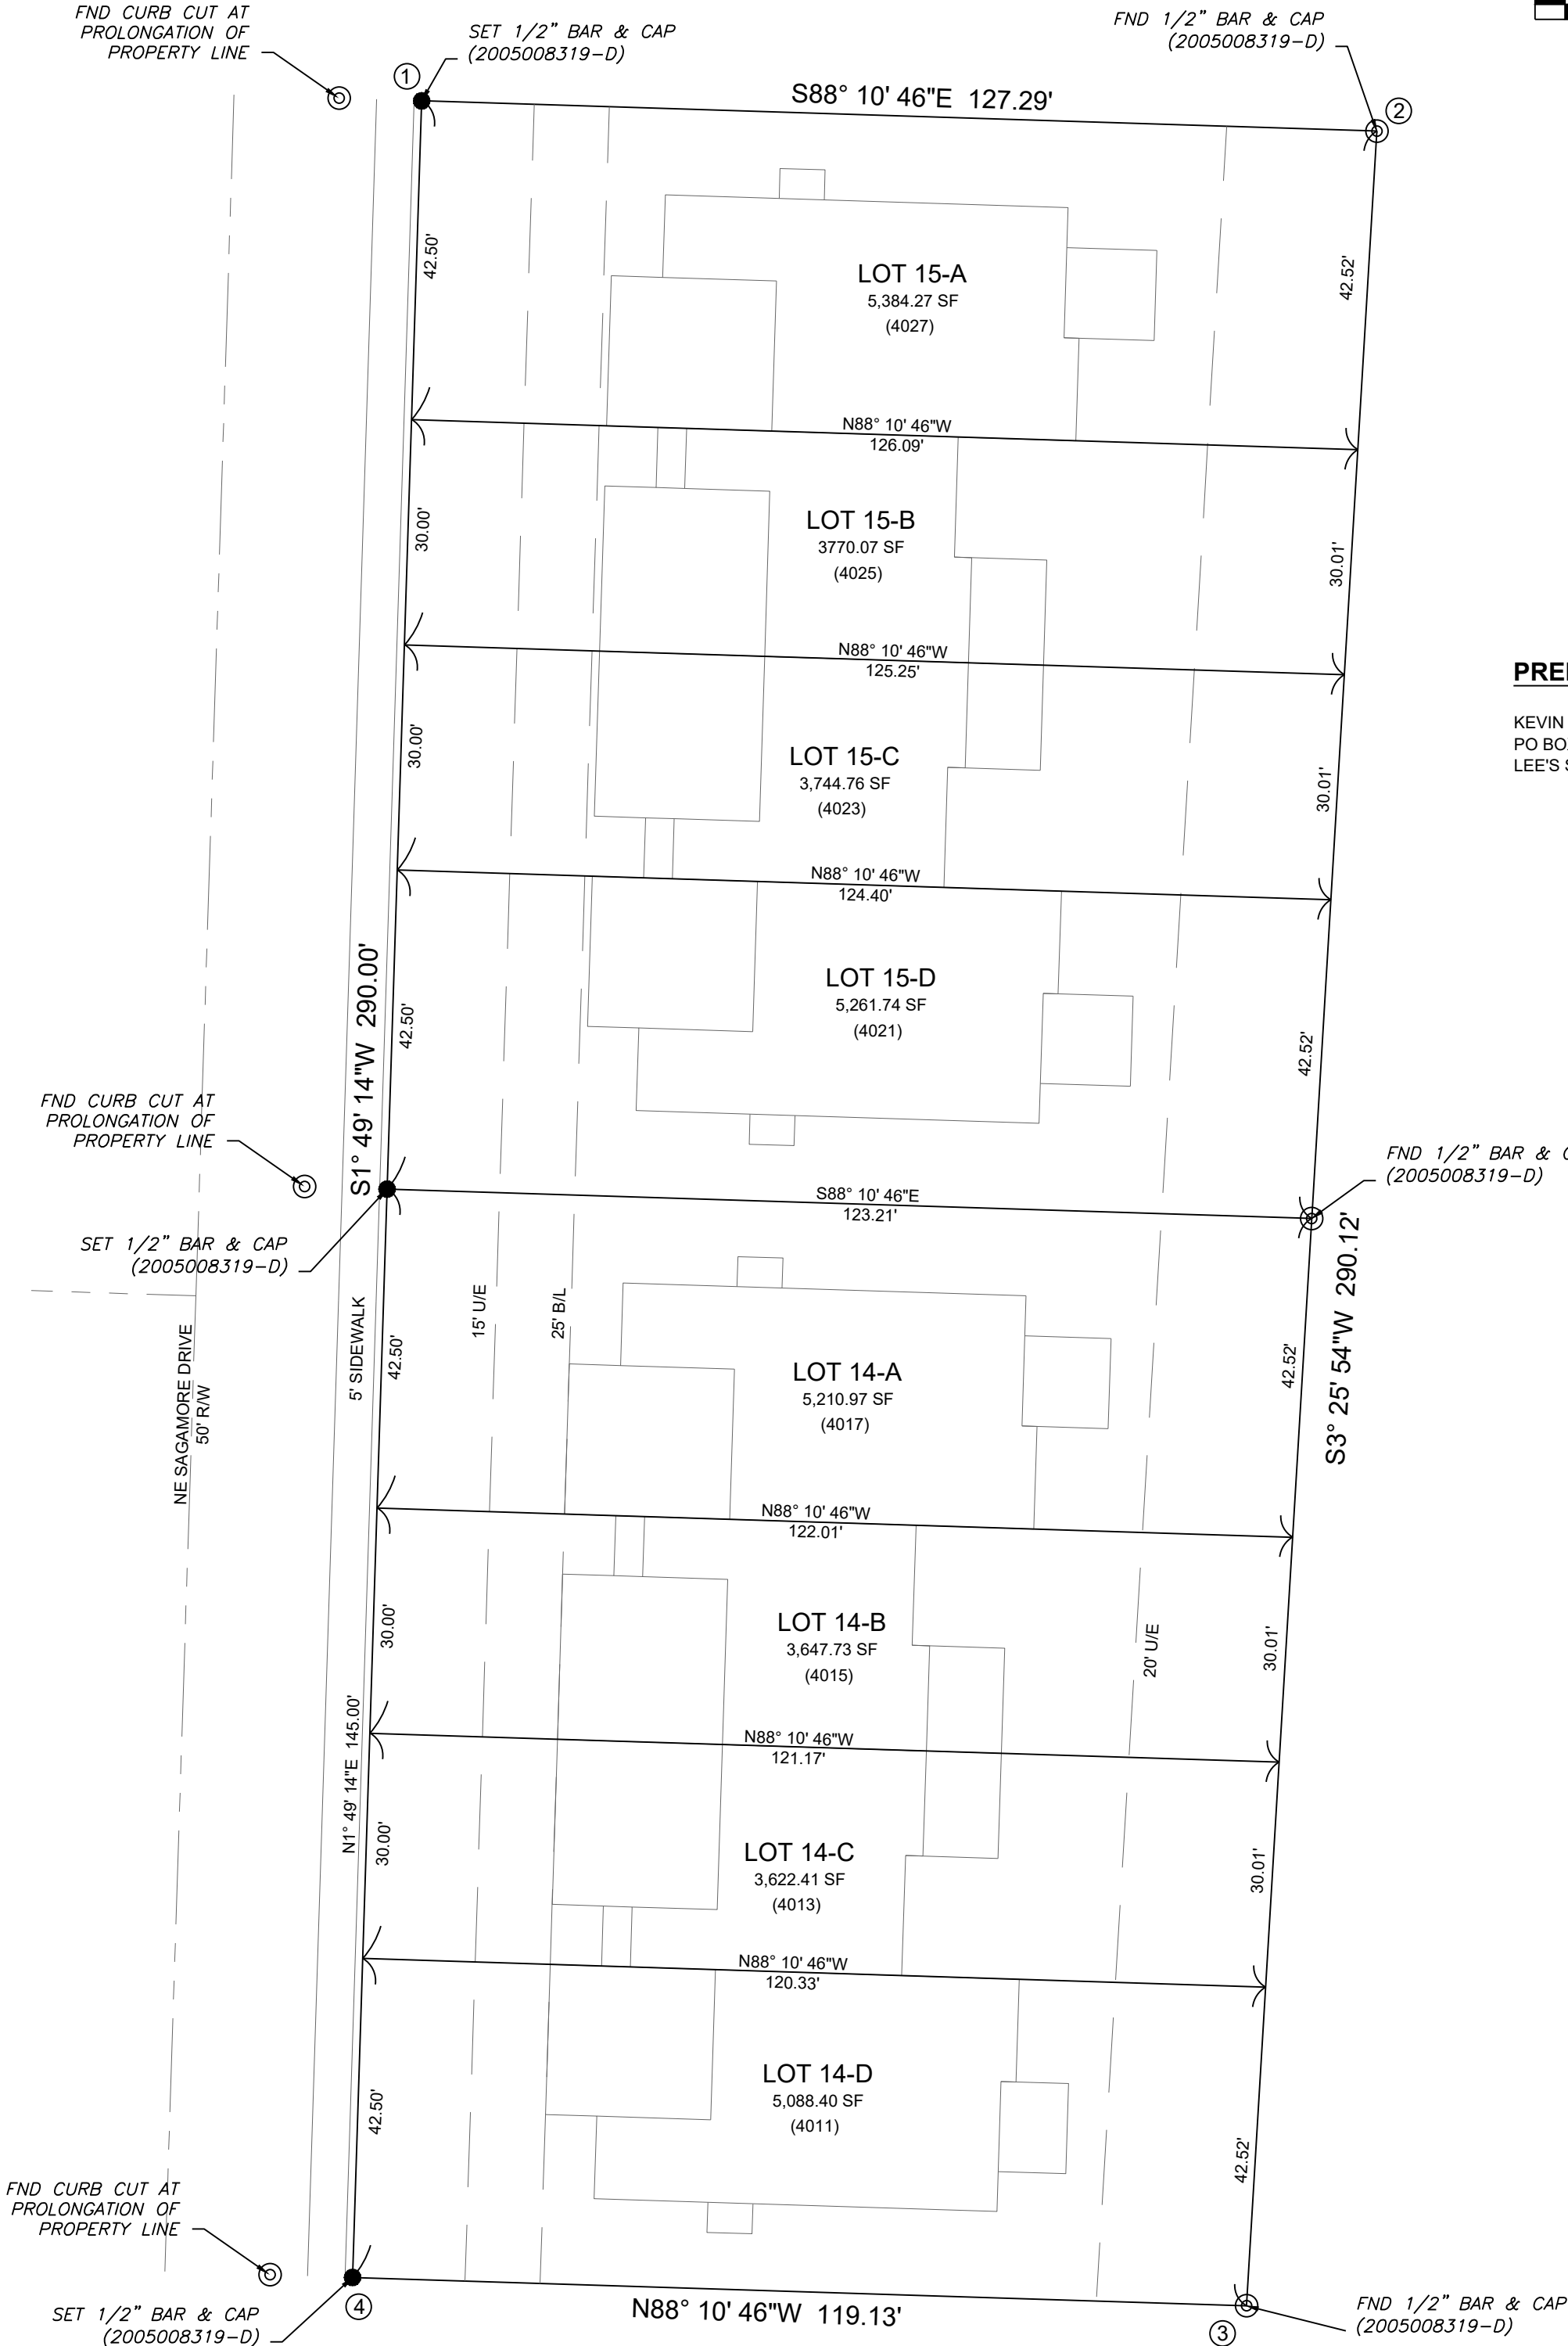 FND CURB CUT AT
PROLONGATION OF
PROPERTY LINE
SET 1/2" BAR & CAP
(2005008319-D)
FND 1/2" BAR & CAP
(2005008319-D)
1
S88° 10' 46"E 127.29'
2
42.50'
LOT 15-A
5,384.27 SF
(4027)
42.52'
N88° 10' 46"W
126.09'
30.00'
LOT 15-B
3770.07 SF
(4025)
30.01'
N88° 10' 46"W
125.25'
30.00'
LOT 15-C
3,744.76 SF
(4023)
30.01'
KEVIN
PO
LEE'S
N88° 10' 46"W
124.40'
S1° 49' 14"W 290.00'
42.50'
LOT 15-D
5,261.74 SF
(4021)
42.52'
FND CURB CUT AT
PROLONGATION OF
PROPERTY LINE
FND 1/2" BAR &
(2005008319-D)
S88° 10' 46"E
123.21'
SET 1/2" BAR & CAP
(2005008319-D)
S3° 25' 54"W 290.12'
NE SAGAMORE DRIVE
50' R/W
5' SIDEWALK
42.50'
15' U/E
25' B/L
LOT 14-A
5,210.97 SF
(4017)
42.52'
N88° 10' 46"W
122.01'
30.00'
LOT 14-B
3,647.73 SF
(4015)
20' U/E
30.01'
N1° 49' 14"E 145.00'
N88° 10' 46"W
121.17'
30.00'
LOT 14-C
3,622.41 SF
(4013)
30.01'
N88° 10' 46"W
120.33'
42.50'
LOT 14-D
5,088.40 SF
(4011)
42.52'
FND CURB CUT AT
PROLONGATION OF
PROPERTY LINE
SET 1/2" BAR & CAP
(2005008319-D)
4
N88° 10' 46"W 119.13'
3
FND 1/2" BAR & CAP
(2005008319-D)